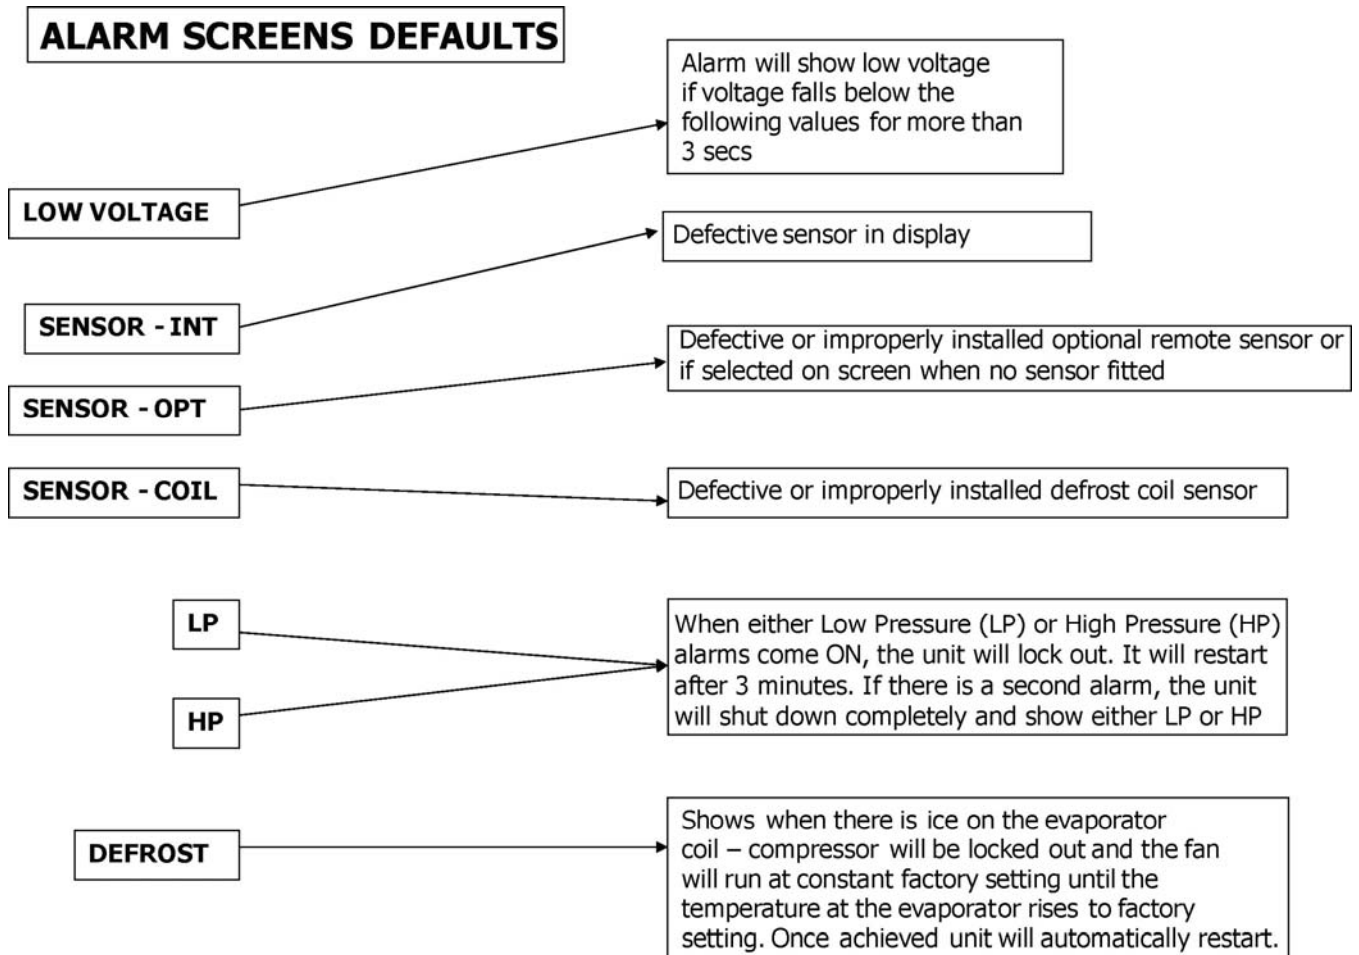 ALARM SCREENS DEFAULTS
Alarm will show low voltage
if voltage falls below the
following values for more than
3 secs
LOW VOLTAGE
Defective sensor in display
SENSOR - INT
Defective or improperly installed optional remote sensor or
if selected on screen when no sensor fitted
SENSOR - OPT
SENSOR - COIL
Defective or improperly installed defrost coil sensor
LP
HP
When either Low Pressure (LP) or High Pressure (HP)
alarms come ON, the unit will lock out. It will restart
after 3 minutes. If there is a second alarm, the unit
will shut down completely and show either LP or HP
DEFROST
Shows when there is ice on the evaporator
coil – compressor will be locked out and the fan
will run at constant factory setting until the
temperature at the evaporator rises to factory
setting. Once achieved unit will automatically restart.